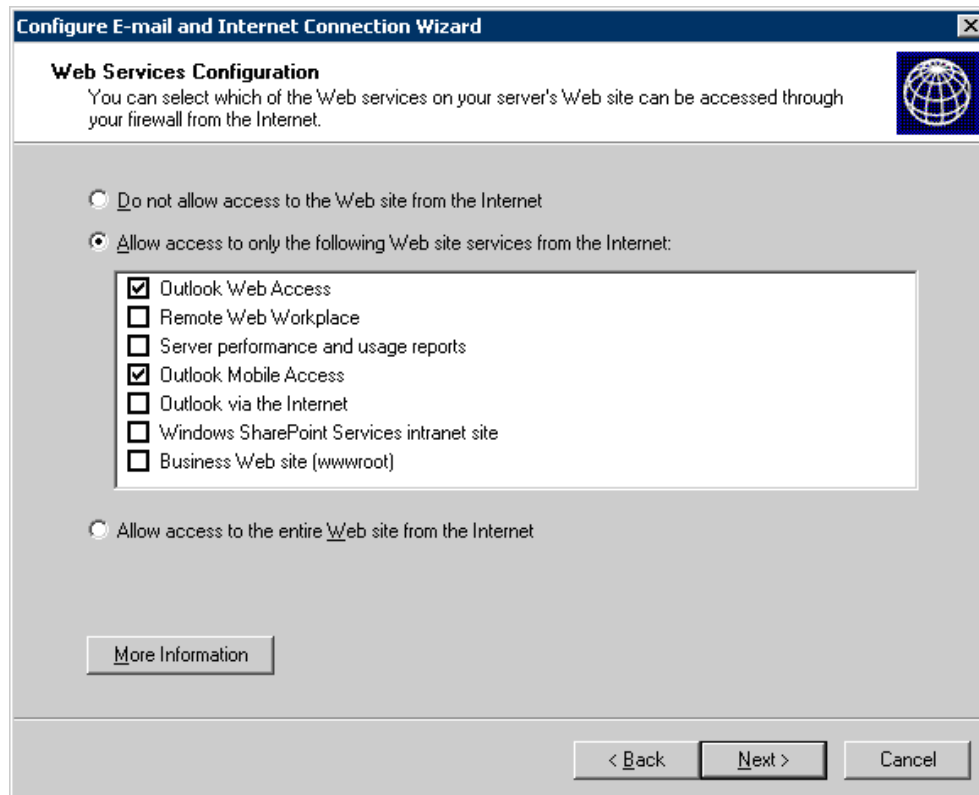 Configure E-mail and Internet Connection Wizard
Web Services Configuration
You can select which of the Web services on your server's Web site can be accessed through
your firewall from the Internet.
Do not allow access to the Web site from the Internet
Allow access to only the following Web site services from the Internet:
Outlook Web Access
Remote Web Workplace
Server performance and usage reports
Outlook Mobile Access
Outlook via the Internet
Windows SharePoint Services intranet site
Business Web site (wwwroot)
Allow access to the entire Web site from the Internet
More Information
< Back
Next >
Cancel